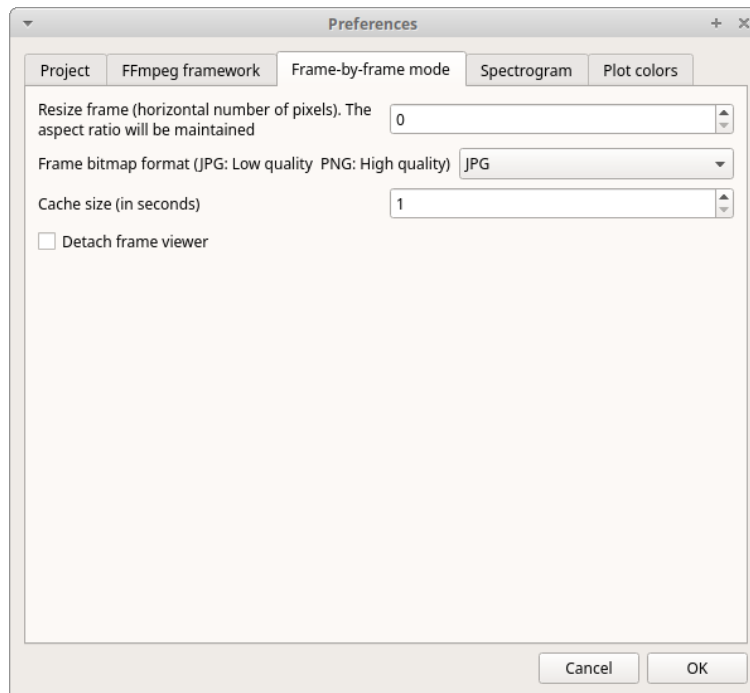 Preferences
Project FFmpeg framework Frame-by-frame mode Spectrogram Plot colors
Resize frame (horizontal number of pixels). The
aspect ratio will be maintained
0
Frame bitmap format (JPG: Low quality  PNG: High quality) JPG
Cache size (in seconds) 1
Detach frame viewer
Cancel OK